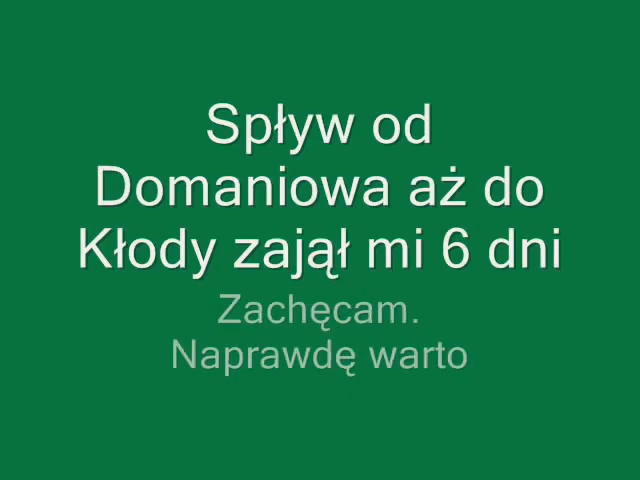 Spływ od
Domaniowa aż do
Kłody zajął mi 6 dni
Zachęcam.
Naprawdę warto